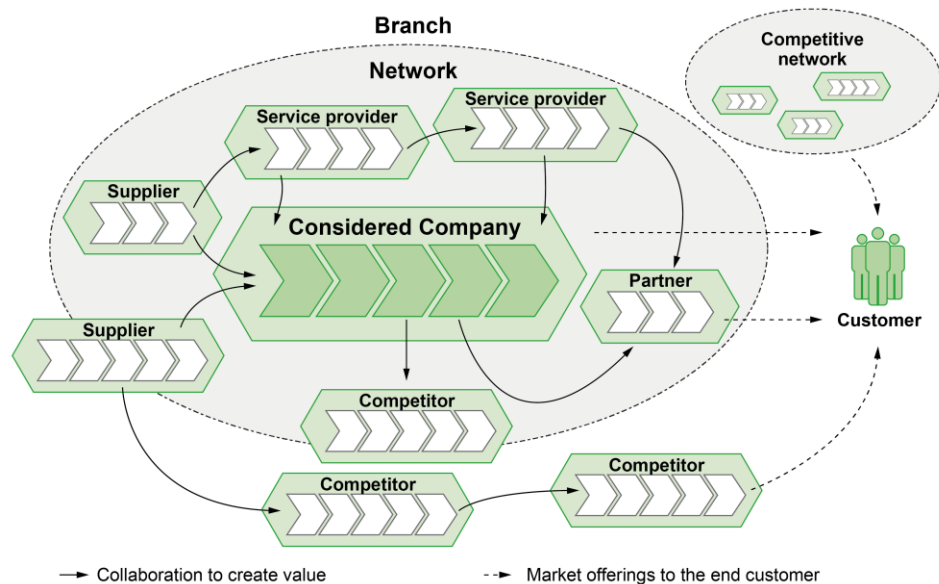 Branch
Network
Competitive
network
Service provider
Service provider
Supplier
Considered Company
Partner
Customer
Supplier
Competitor
Competitor
Competitor
Collaboration to create value
Market offerings to the end customer